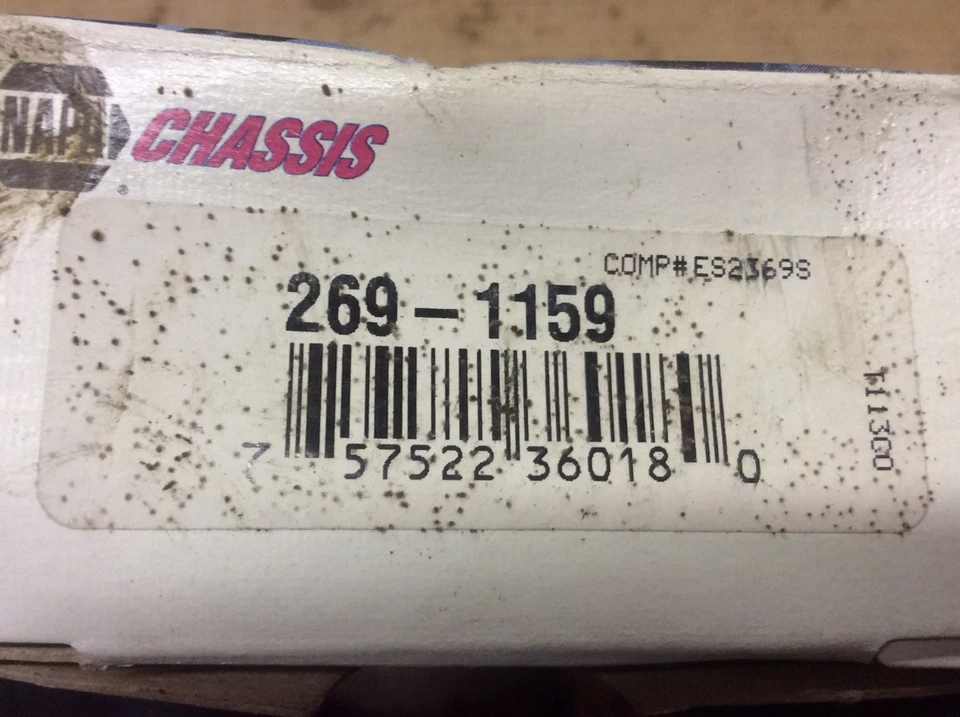 NAPA
CHASSIS
®
COMP#ES2369S
269-1159
7 57522 36018 0
111300